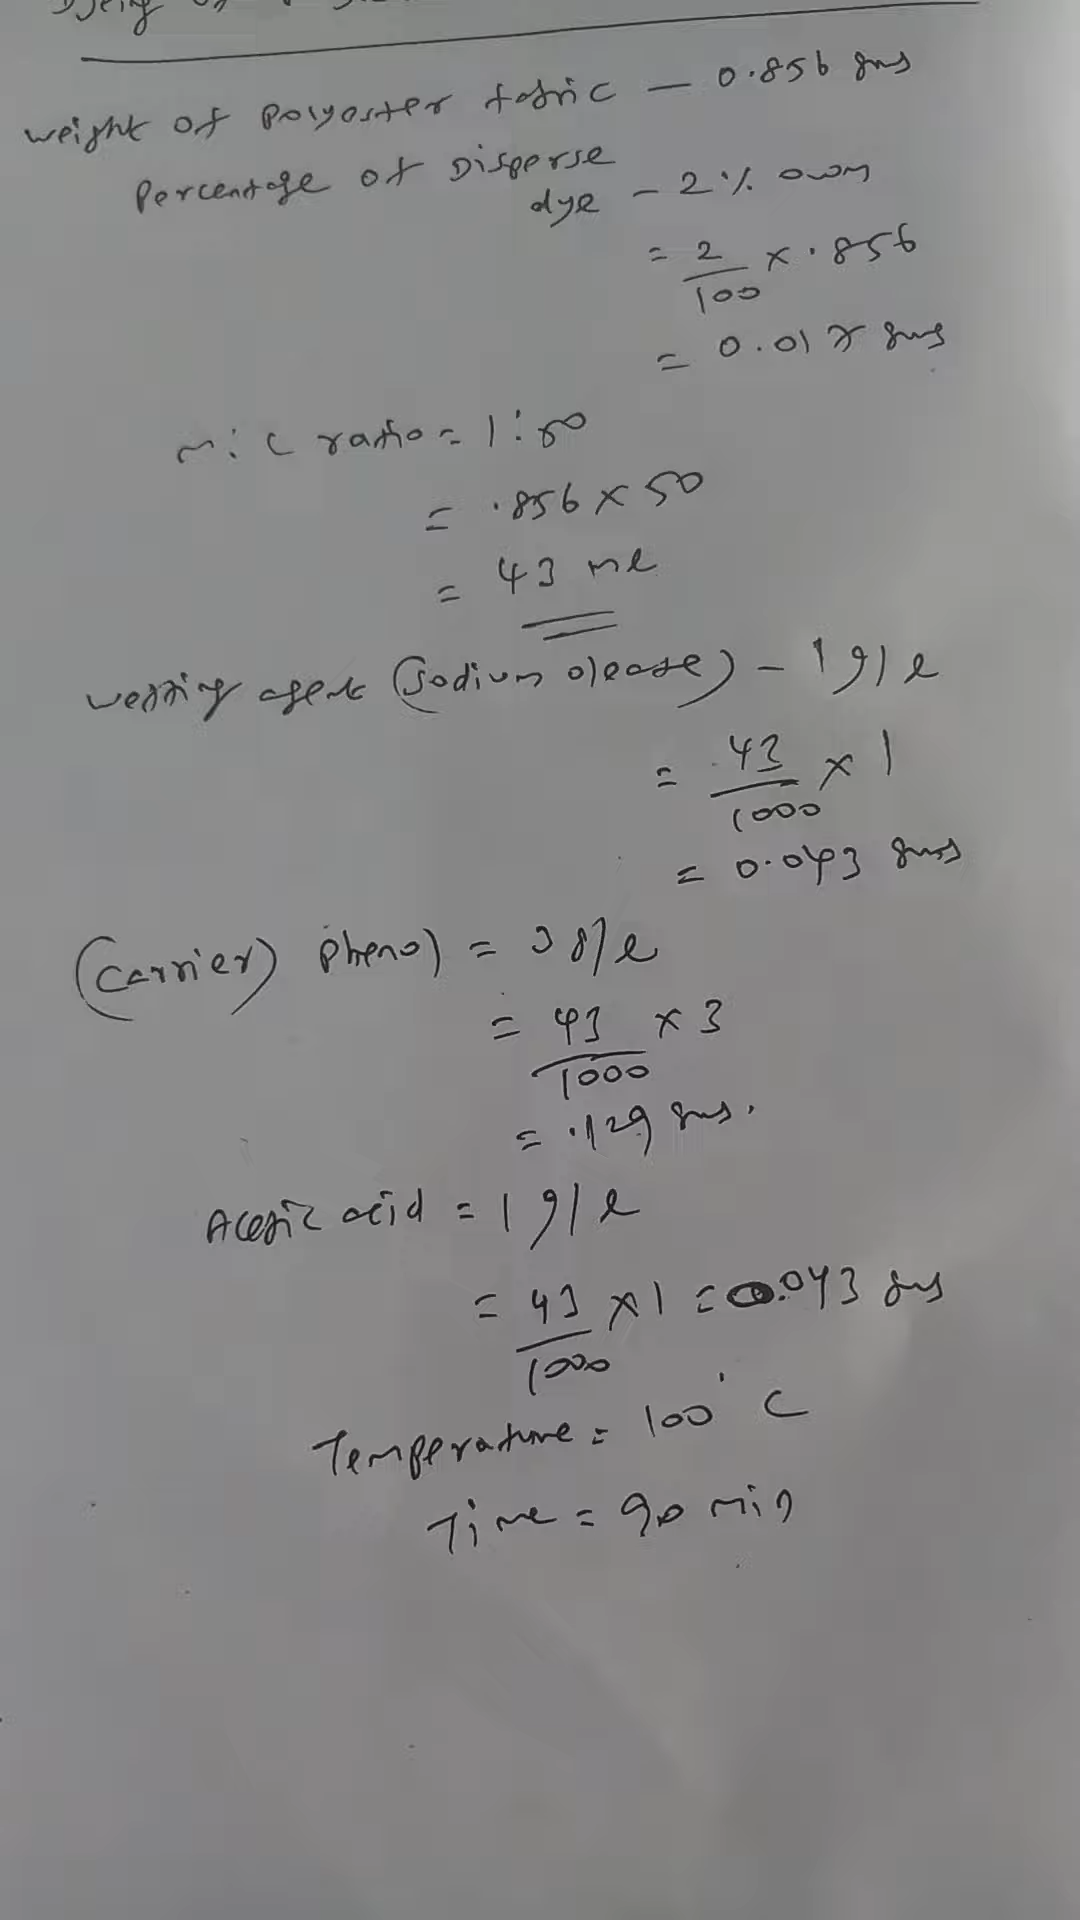 Dyeing of
weight of polyester fabric — 0.856 gms
Percentage of Disperse
dye — 2% owm
= 2/100 x .856
= 0.017 gms
m:L ratio = 1:50
= .856 x 50
= 43 ml
wetting agent (Sodium olease) — 1 g/l
= 43/1000 x 1
= 0.043 gms
(Carrier) Phenol = 3 g/l
= 43/1000 x 3
= .129 gms.
Acetic acid = 1 g/l
= 43/1000 x 1 = 0.043 gms
Temperature = 100°C
Time = 90 min